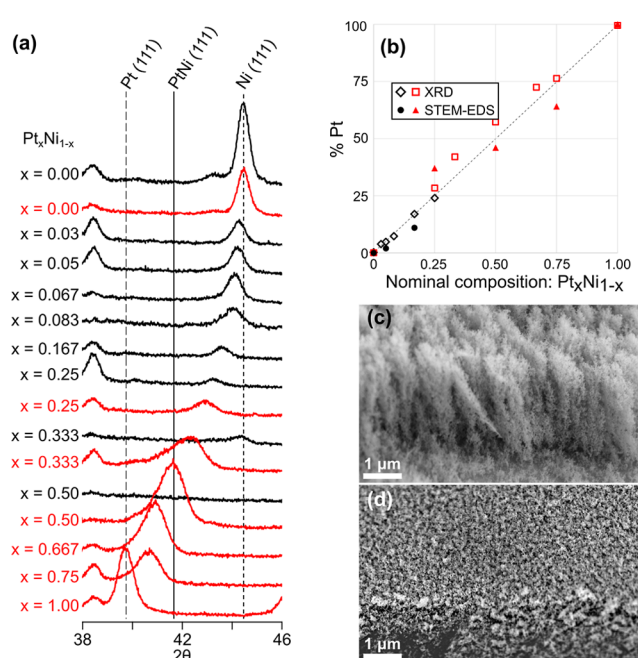 (a)
Pt (111)
PtNi (111)
Ni (111)
PtₓNi₁₋ₓ
x = 0.00
x = 0.00
x = 0.03
x = 0.05
x = 0.067
x = 0.083
x = 0.167
x = 0.25
x = 0.25
x = 0.333
x = 0.333
x = 0.50
x = 0.50
x = 0.667
x = 0.75
x = 1.00
38 42 46
2θ
(b)
100
75
50
25
0
% Pt
XRD
STEM-EDS
0 0.25 0.50 0.75 1.00
Nominal composition: PtₓNi₁₋ₓ
(c)
1 µm
(d)
1 µm